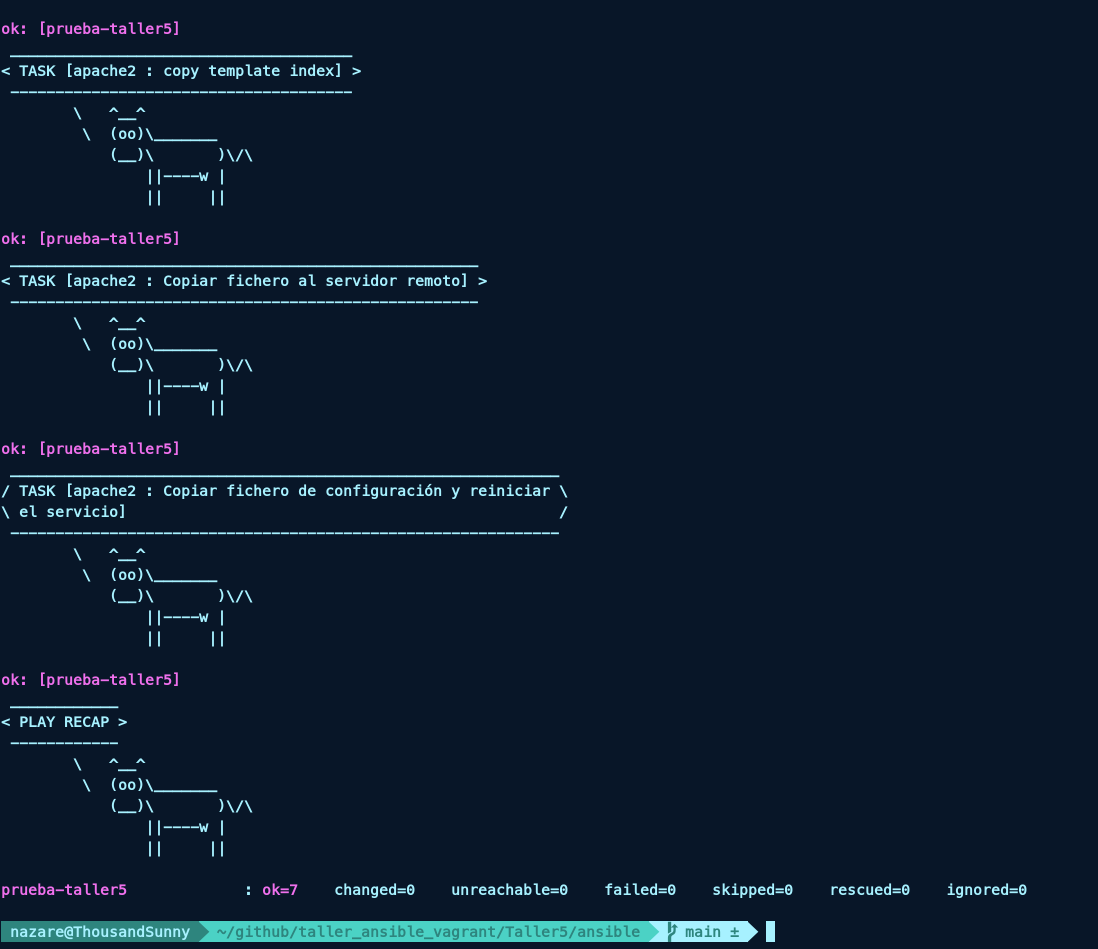 ok: [prueba-taller5]
 ______________________________________
< TASK [apache2 : copy template index] >
 --------------------------------------
        \   ^__^
         \  (oo)\_______
            (__)\       )\/\
                ||----w |
                ||     ||

ok: [prueba-taller5]
 ____________________________________________________
< TASK [apache2 : Copiar fichero al servidor remoto] >
 ----------------------------------------------------
        \   ^__^
         \  (oo)\_______
            (__)\       )\/\
                ||----w |
                ||     ||

ok: [prueba-taller5]
 _____________________________________________________________
/ TASK [apache2 : Copiar fichero de configuración y reiniciar \
\ el servicio]                                                /
 -------------------------------------------------------------
        \   ^__^
         \  (oo)\_______
            (__)\       )\/\
                ||----w |
                ||     ||

ok: [prueba-taller5]
 ____________
< PLAY RECAP >
 ------------
        \   ^__^
         \  (oo)\_______
            (__)\       )\/\
                ||----w |
                ||     ||

prueba-taller5             : ok=7    changed=0    unreachable=0    failed=0    skipped=0    rescued=0    ignored=0

nazare@ThousandSunny ~/github/taller_ansible_vagrant/Taller5/ansible main ±